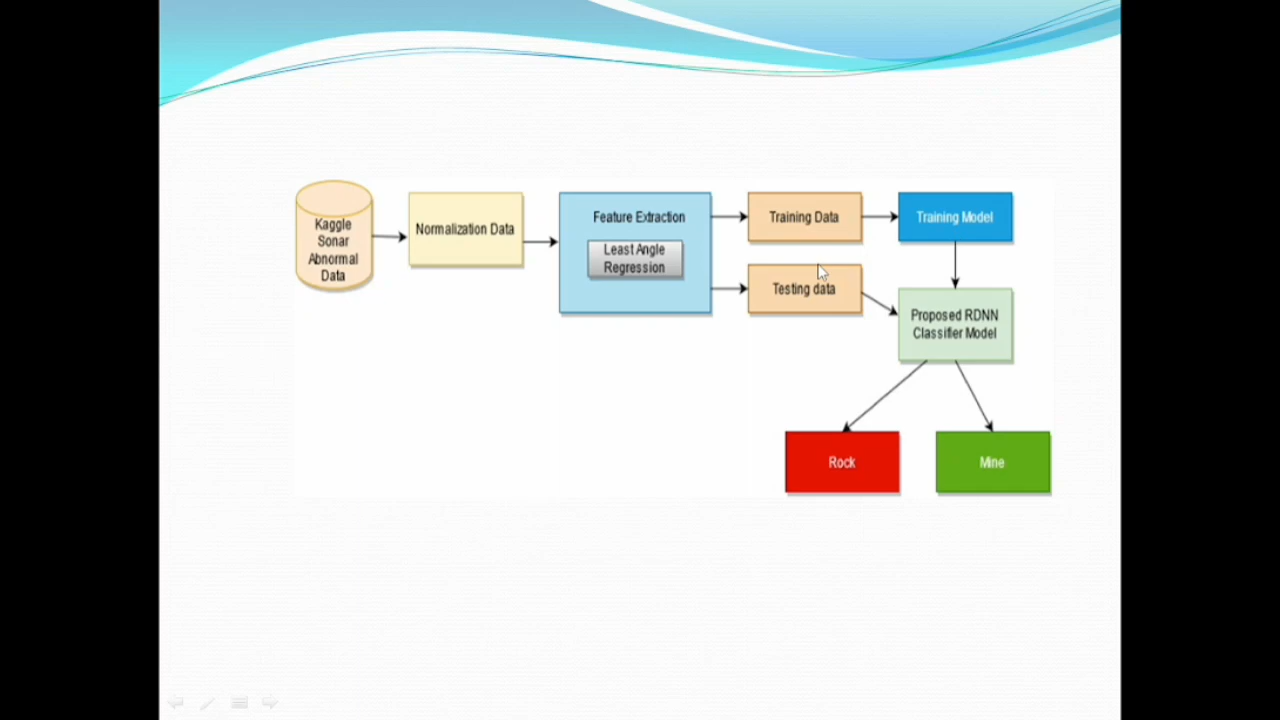 Kaggle
Sonar
Abnormal
Data
Normalization Data
Feature Extraction
Least Angle
Regression
Training Data
Training Model
Testing data
Proposed RDNN
Classifier Model
Rock
Mine